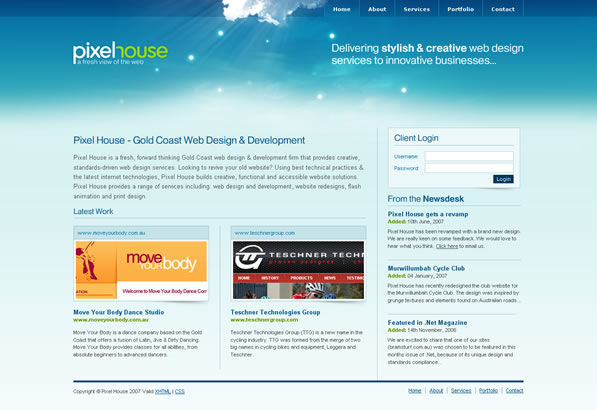 Home About Services Portfolio Contact
pixelhouse
a fresh view of the web
Delivering stylish & creative web design
services to innovative businesses...
Pixel House - Gold Coast Web Design & Development
Pixel House is a fresh, forward thinking Gold Coast web design & development firm that provides creative,
standards-driven web design services. Looking to revive your old website? Using best technical practices &
the latest internet technologies, Pixel House builds creative, functional and accessible website solutions.
Pixel House provides a range of services including: web design and development, website redesigns, flash
animation and print design.
Latest Work
www.moveyourbody.com.au
move
YOUR body
Welcome to Move Your Body Dance Com
Move Your Body Dance Studio
www.moveyourbody.com.au
Move Your Body is a dance company based on the Gold
Coast that offers a fusion of Latin, Jive & Dirty Dancing.
Move Your Body provides classes for all abilities, from
absolute beginners to advanced dancers.
www.teschnergroup.com
TESCHNER TECHN
HOME HISTORY NEWS TESTIM
Teschner Technologies Group
www.teschnergroup.com
Teschner Technologies Group (TTG) is a new name in the
cycling industry. TTG was formed from the merge of two
big names in cycling bikes and equipment, Leggera and
Teschner.
Client Login
Username:
Password:
Login
From the Newsdesk
Pixel House gets a revamp
Added: 10th June, 2007
Pixel House has been revamped with a brand new design.
We are really keen on some feedback. We would love to
hear what you think. Click here to email us.
Murwillumbah Cycle Club
Added: 04 January, 2007
Pixel House has recently redesigned the club website for
the Murwillumbah Cycle Club. The design was inspired by
grunge textures and elements found on Australian roads...
Featured in .Net Magazine
Added: 14th November, 2006
We are excited to share that one of our sites
(bramsturf.com.au) was chosen to be featured in this
months issue of .Net, because of its unique design and
standards compliance...
Copyright © Pixel House 2007 Valid XHTML | CSS
Home About Services Portfolio Contact